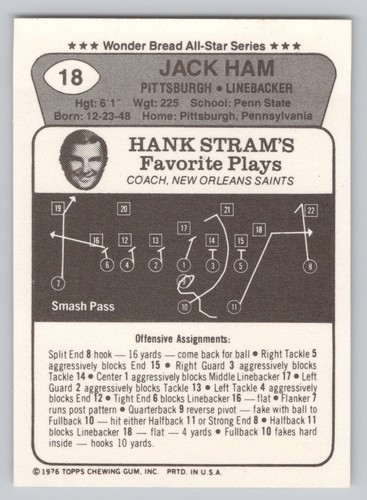 ★★★ Wonder Bread All-Star Series ★★★
18
JACK HAM
PITTSBURGH • LINEBACKER
Hgt: 6'1" Wgt: 225 School: Penn State
Born: 12-23-48 Home: Pittsburgh, Pennsylvania
HANK STRAM'S
Favorite Plays
COACH, NEW ORLEANS SAINTS
19 20 21 22
16 12 14 17 13 15
7 6 4 2 1 3 5 8
9
10 11
Smash Pass
Offensive Assignments:
Split End 8 hook — 16 yards — come back for ball • Right Tackle 5
aggressively blocks End 15 • Right Guard 3 aggressively blocks
Tackle 14 • Center 1 aggressively blocks Middle Linebacker 17 • Left
Guard 2 aggressively blocks Tackle 13 • Left Tackle 4 aggressively
blocks End 12 • Tight End 6 blocks Linebacker 16 — flat • Flanker 7
runs post pattern • Quarterback 9 reverse pivot — fake with ball to
Fullback 10 — hit either Halfback 11 or Strong End 8 • Halfback 11
blocks Linebacker 18 — flat — 4 yards • Fullback 10 fakes hard
inside — hooks 10 yards.
©1976 TOPPS CHEWING GUM, INC. PRTD. IN U.S.A.